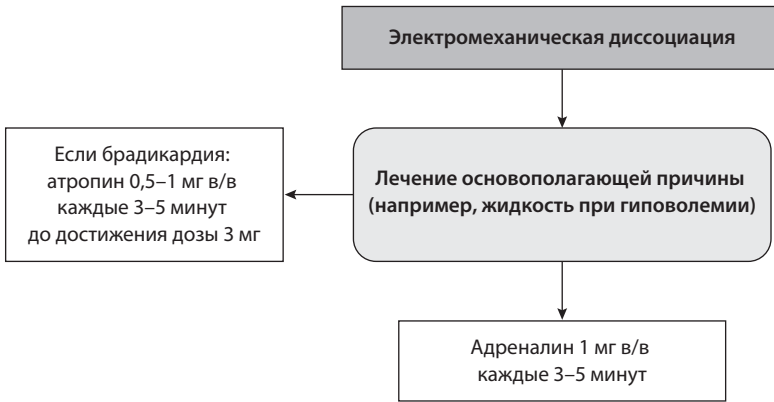 Электромеханическая диссоциация
Если брадикардия:
атропин 0,5–1 мг в/в
каждые 3–5 минут
до достижения дозы 3 мг
Лечение основополагающей причины
(например, жидкость при гиповолемии)
Адреналин 1 мг в/в
каждые 3–5 минут